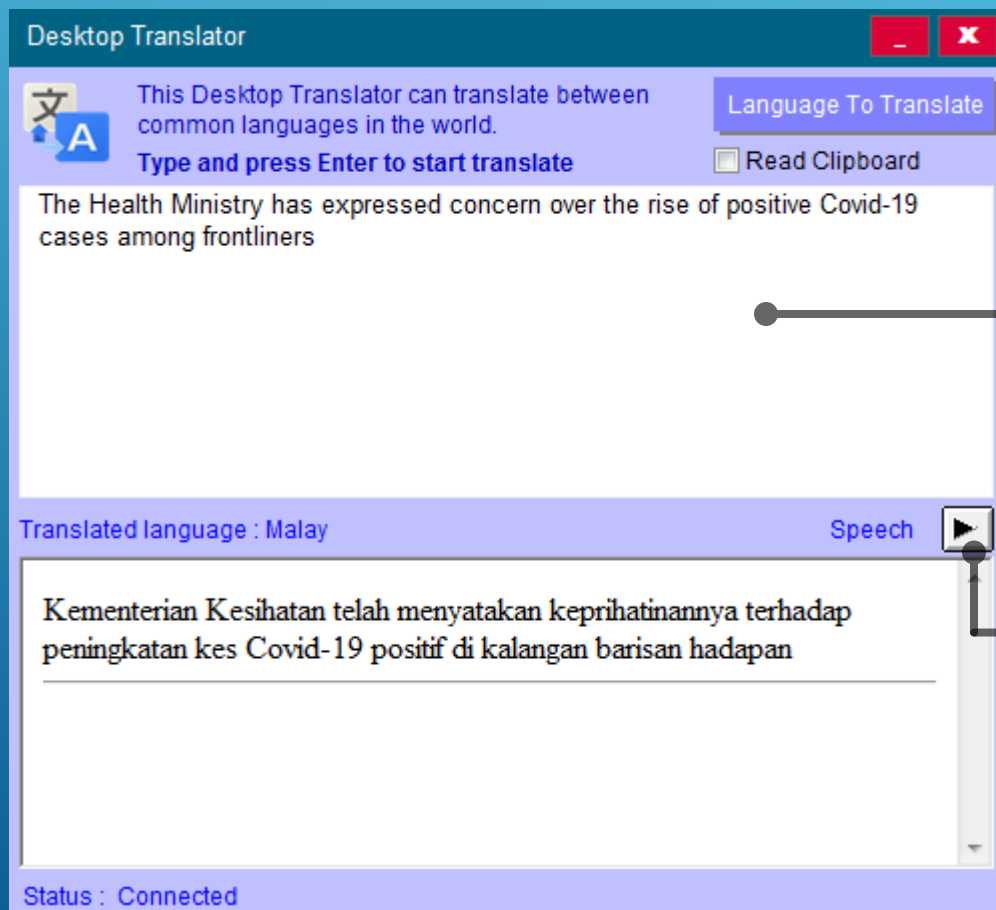 Desktop Translator
This Desktop Translator can translate between
common languages in the world.
Type and press Enter to start translate
Language To Translate
Read Clipboard
The Health Ministry has expressed concern over the rise of positive Covid-19
cases among frontliners
Translated language : Malay
Speech
Kementerian Kesihatan telah menyatakan keprihatinannya terhadap
peningkatan kes Covid-19 positif di kalangan barisan hadapan
Status : Connected